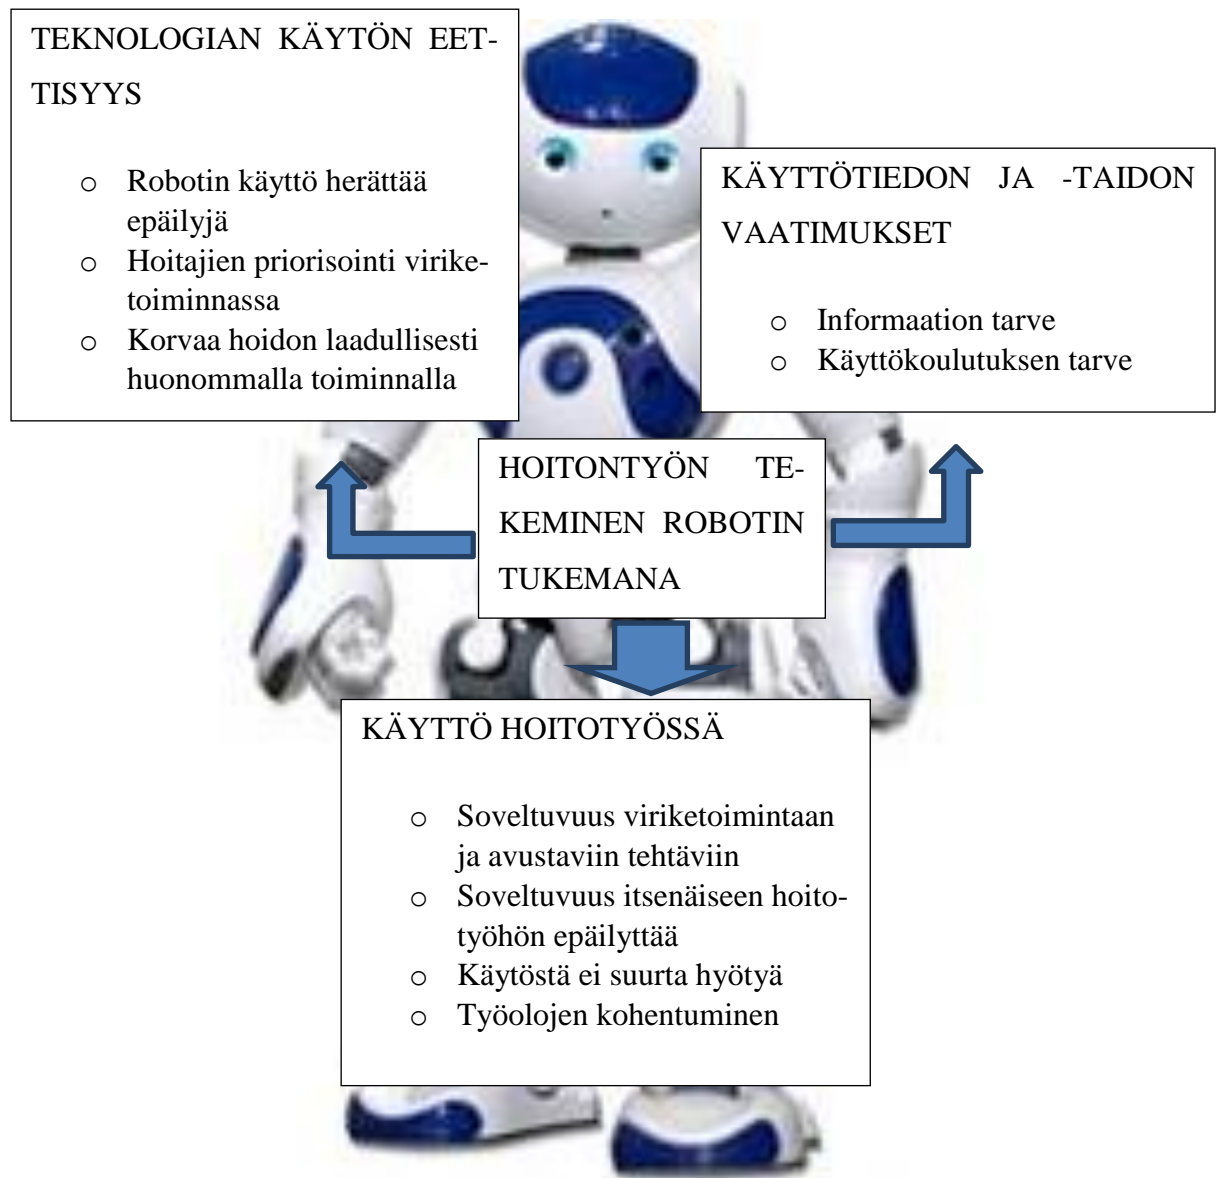 TEKNOLOGIAN KÄYTÖN EET-
TISYYS
o Robotin käyttö herättää
epäilyjä
o Hoitajien priorisointi virike-
toiminnassa
o Korvaa hoidon laadullisesti
huonommalla toiminnalla
KÄYTTÖTIEDON JA -TAIDON
VAATIMUKSET
o Informaation tarve
o Käyttökoulutuksen tarve
HOITONTYÖN TE-
KEMINEN ROBOTIN
TUKEMANA
KÄYTTÖ HOITOTYÖSSÄ
o Soveltuvuus viriketoimintaan
ja avustaviin tehtäviin
o Soveltuvuus itsenäiseen hoito-
työhön epäilyttää
o Käytöstä ei suurta hyötyä
o Työolojen kohentuminen